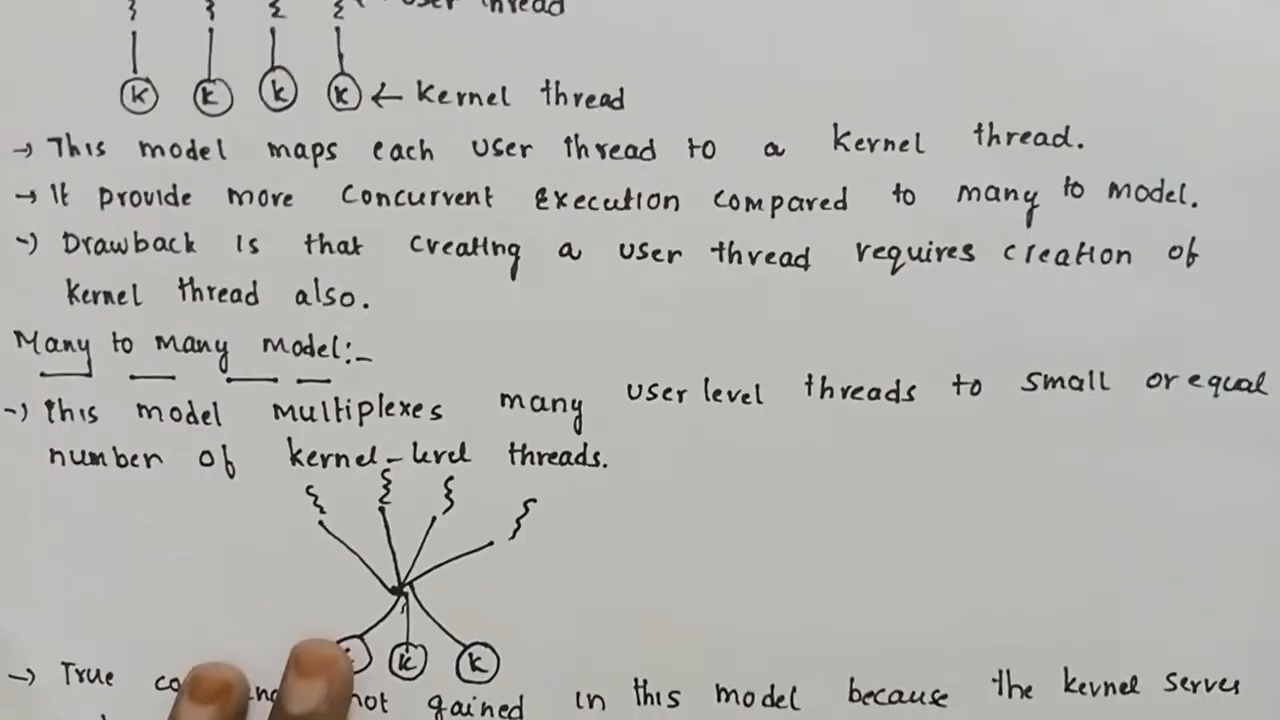 user thread
K K K K ← Kernel thread
→ This model maps each user thread to a kernel thread.
→ It provide more concurrent execution compared to many to model.
→) Drawback is that creating a user thread requires creation of
kernel thread also.
Many to many model:-
→) This model multiplexes many user level threads to small or equal
number of kernel-level threads.
K K
→ True not gained in this model because the kernel serves